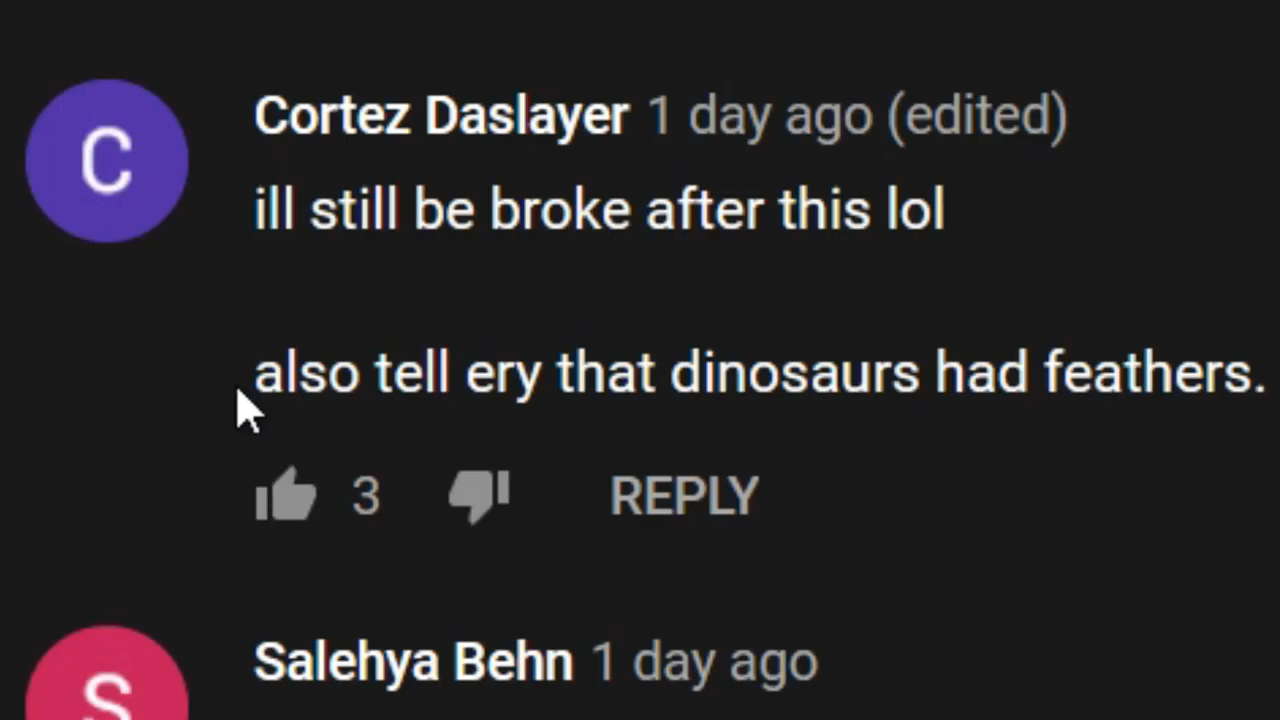 C
Cortez Daslayer 1 day ago (edited)
ill still be broke after this lol
also tell ery that dinosaurs had feathers.
3 REPLY
S
Salehya Behn 1 day ago